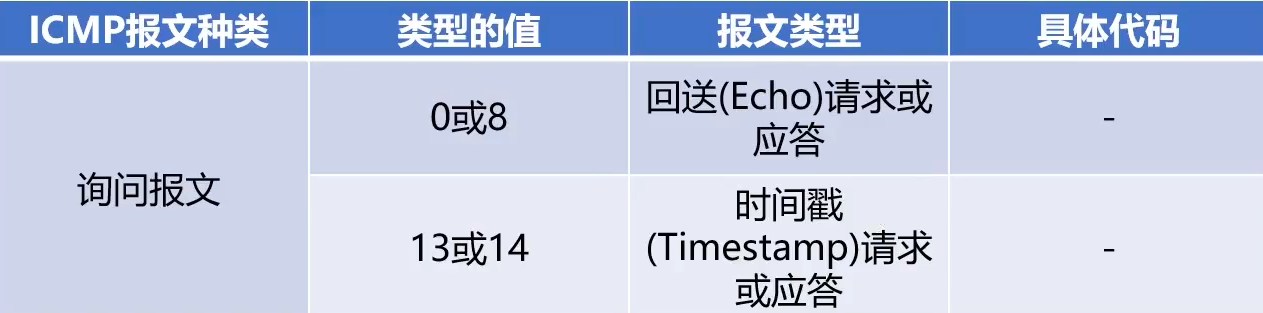 ICMP报文种类 类型的值 报文类型 具体代码
询问报文
0或8
回送(Echo)请求或
应答
-
13或14
时间戳
(Timestamp)请求
或应答
-